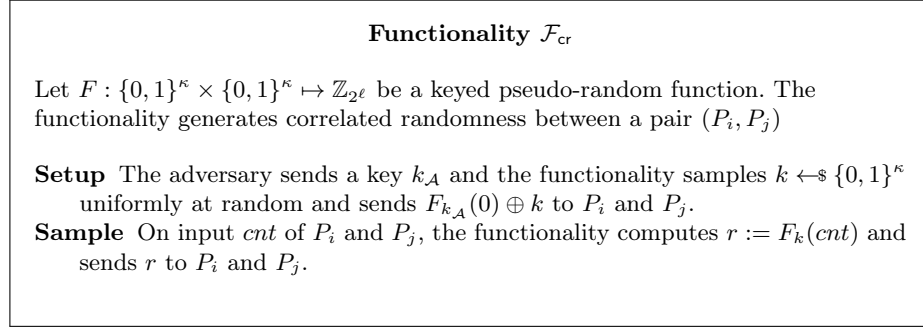 Functionality $\mathcal{F}_{\mathsf{cr}}$
Let $F : \{0,1\}^{\kappa} \times \{0,1\}^{\kappa} \mapsto \mathbb{Z}_{2^{\ell}}$ be a keyed pseudo-random function. The
functionality generates correlated randomness between a pair $(P_i, P_j)$
Setup The adversary sends a key $k_{\mathcal{A}}$ and the functionality samples $k \leftarrow\$ \{0,1\}^{\kappa}$
uniformly at random and sends $F_{k_{\mathcal{A}}}(0) \oplus k$ to $P_i$ and $P_j$.
Sample On input $cnt$ of $P_i$ and $P_j$, the functionality computes $r := F_k(cnt)$ and
sends $r$ to $P_i$ and $P_j$.